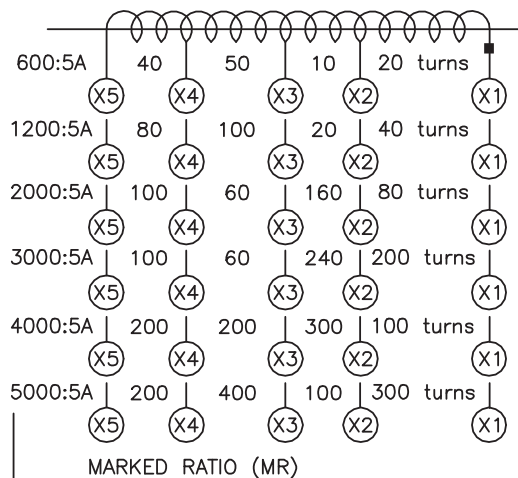 600:5A 40 50 10 20 turns
X5 X4 X3 X2 X1
1200:5A 80 100 20 40 turns
X5 X4 X3 X2 X1
2000:5A 100 60 160 80 turns
X5 X4 X3 X2 X1
3000:5A 100 60 240 200 turns
X5 X4 X3 X2 X1
4000:5A 200 200 300 100 turns
X5 X4 X3 X2 X1
5000:5A 200 400 100 300 turns
X5 X4 X3 X2 X1
MARKED RATIO (MR)